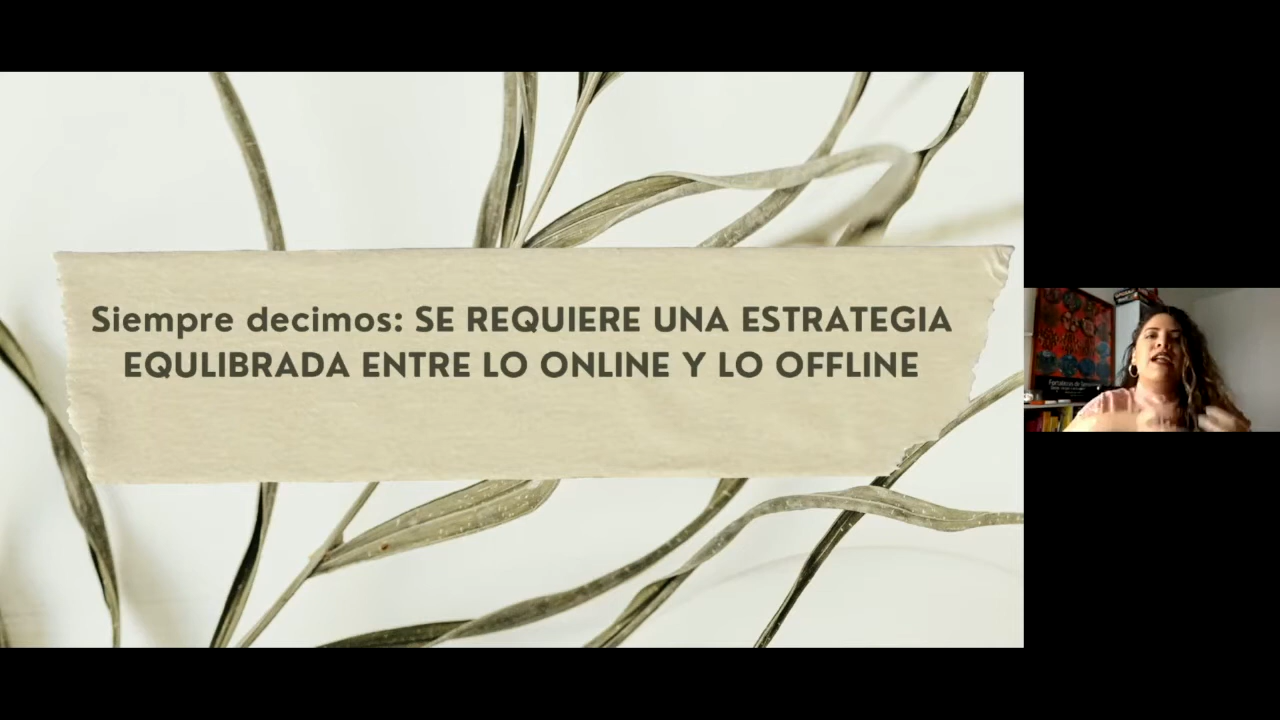 Siempre decimos: SE REQUIERE UNA ESTRATEGIA
EQULIBRADA ENTRE LO ONLINE Y LO OFFLINE